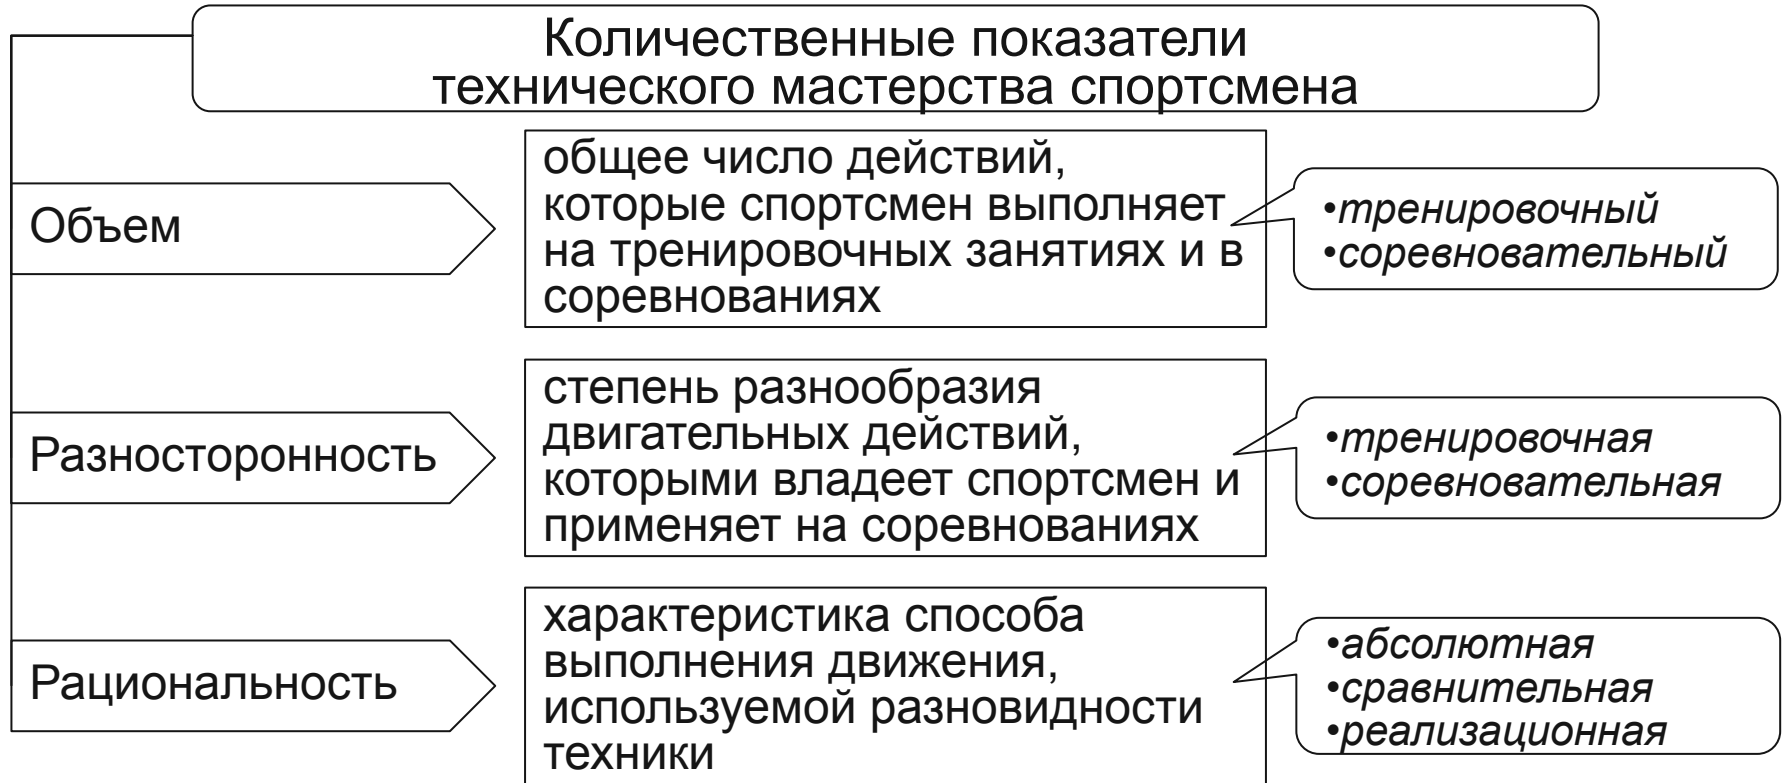 Количественные показатели
технического мастерства спортсмена
Объем
общее число действий,
которые спортсмен выполняет
на тренировочных занятиях и в
соревнованиях
•тренировочный
•соревновательный
Разносторонность
степень разнообразия
двигательных действий,
которыми владеет спортсмен и
применяет на соревнованиях
•тренировочная
•соревновательная
Рациональность
характеристика способа
выполнения движения,
используемой разновидности
техники
•абсолютная
•сравнительная
•реализационная